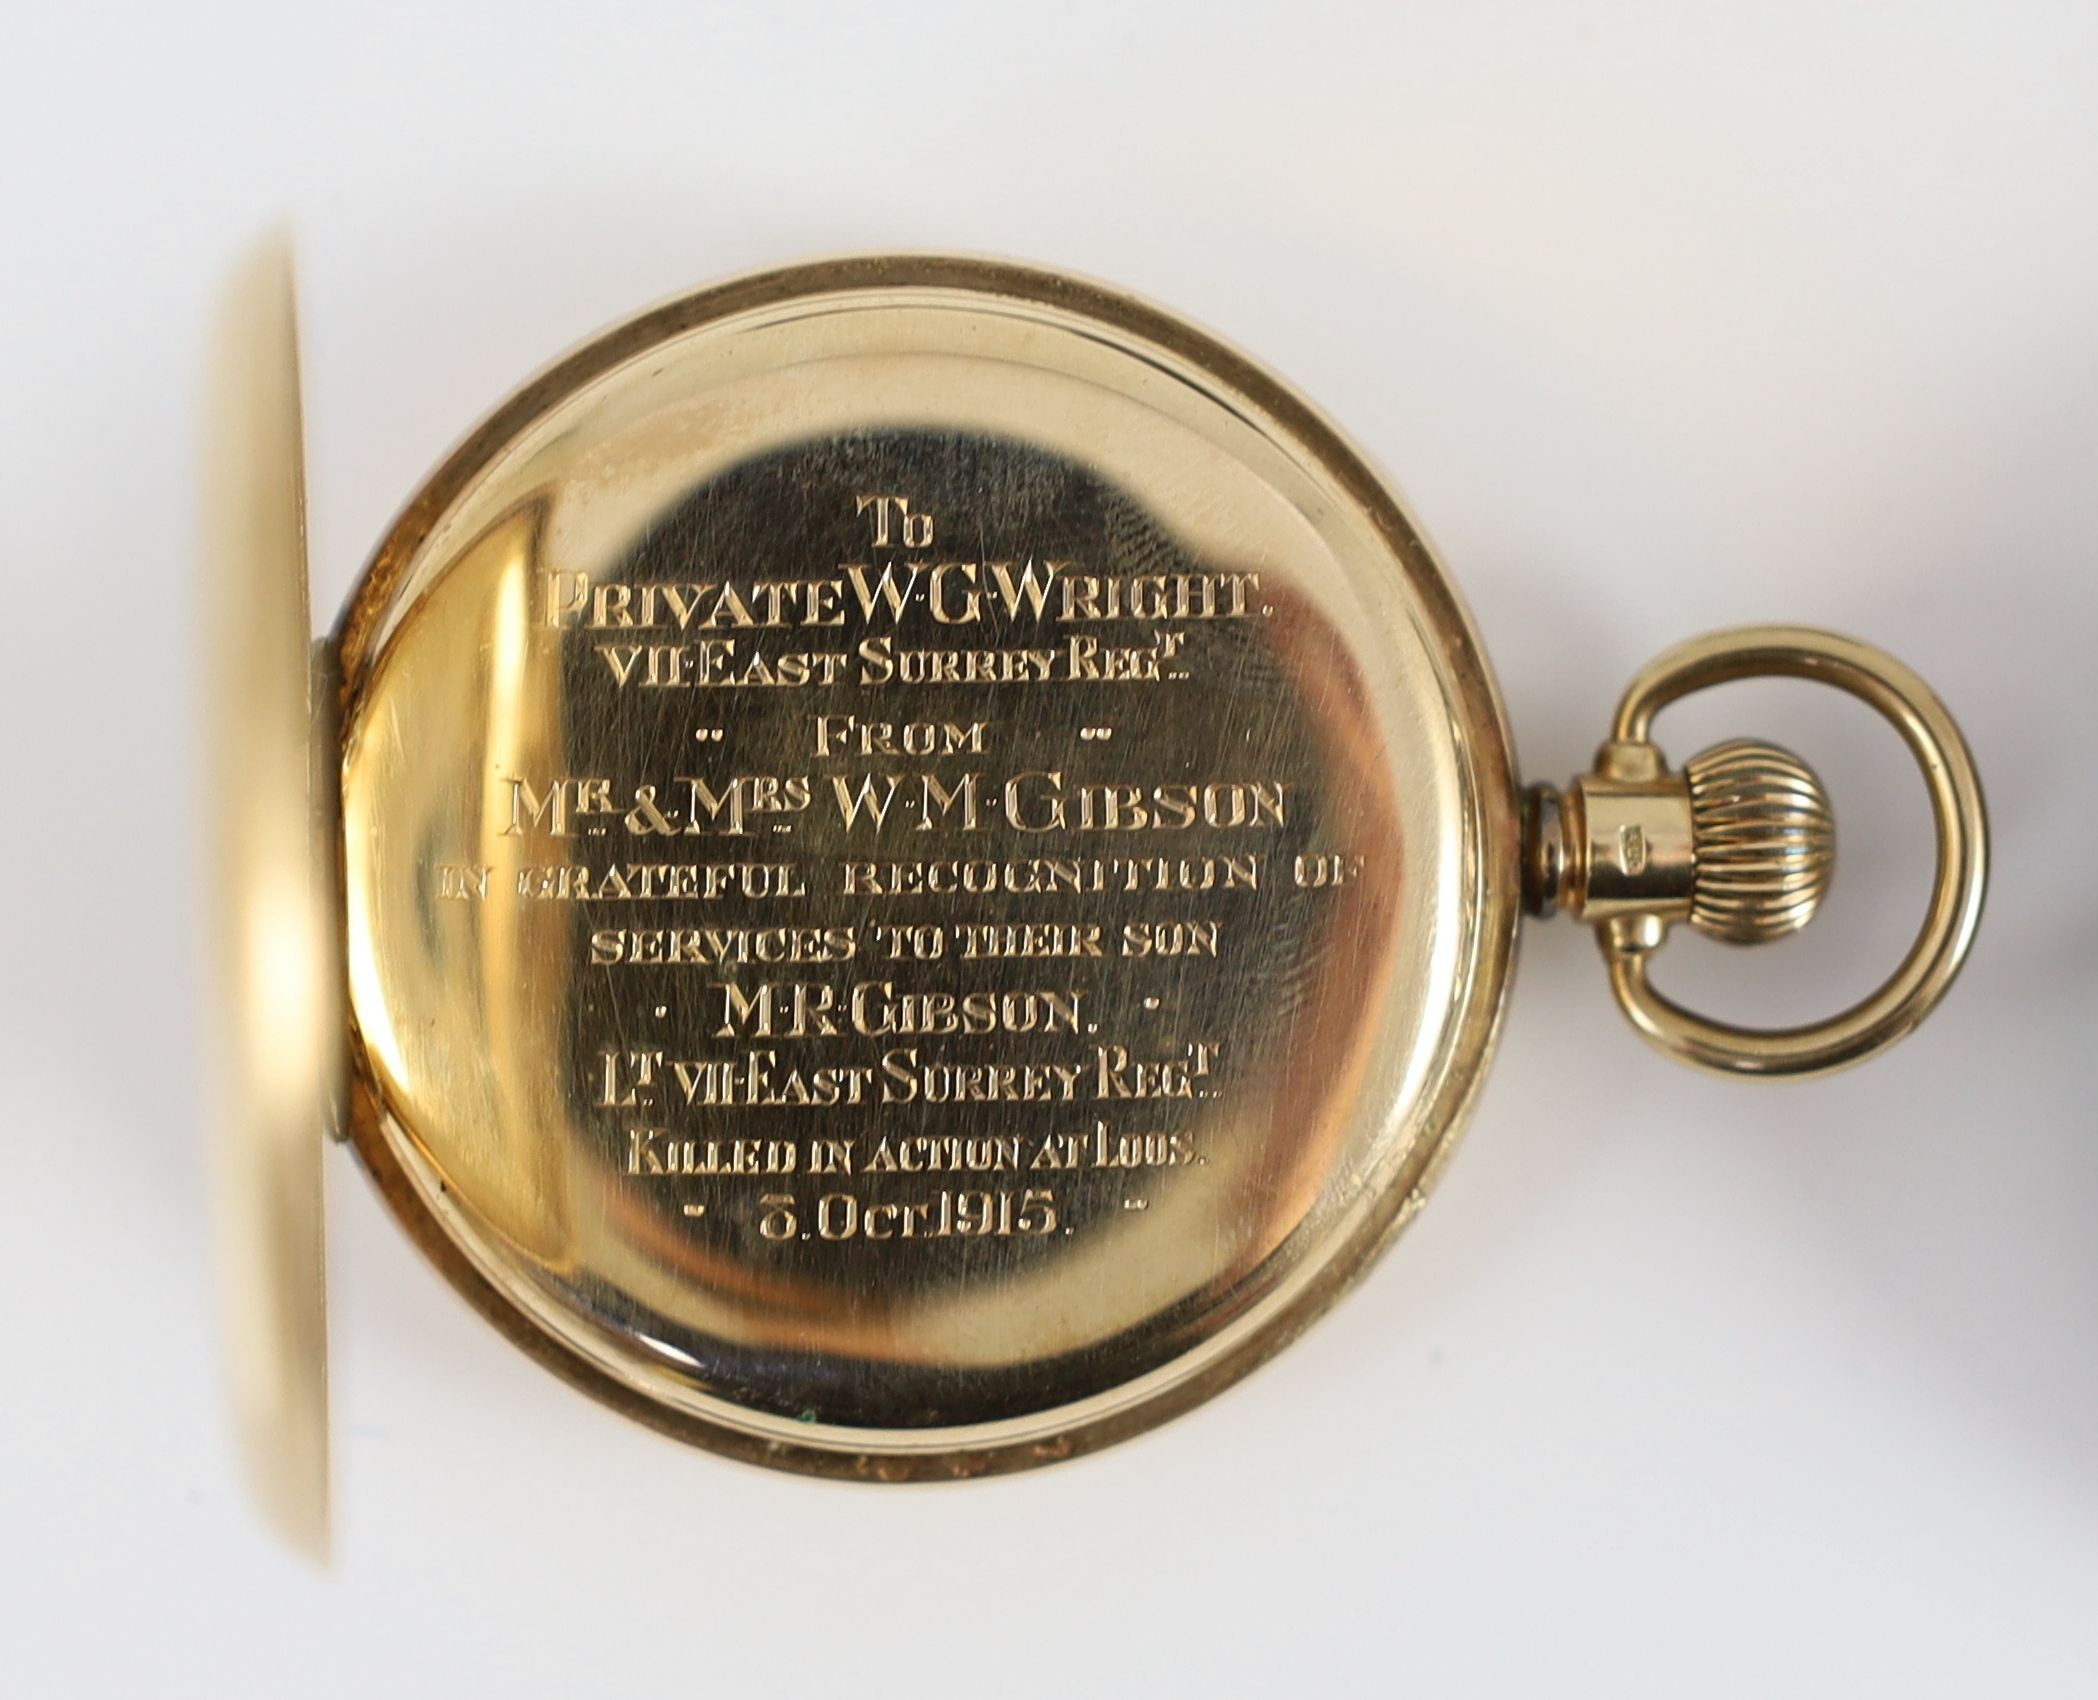 To
Private W·G·Wright.
VII·East Surrey Regt.
" From "
Mr. & Mrs. W·M·Gibson
in grateful recognition of
services to their son
· M·R·Gibson. ·
Lt. VII·East Surrey Regt.
Killed in action at Loos.
" 8. Oct. 1915. "